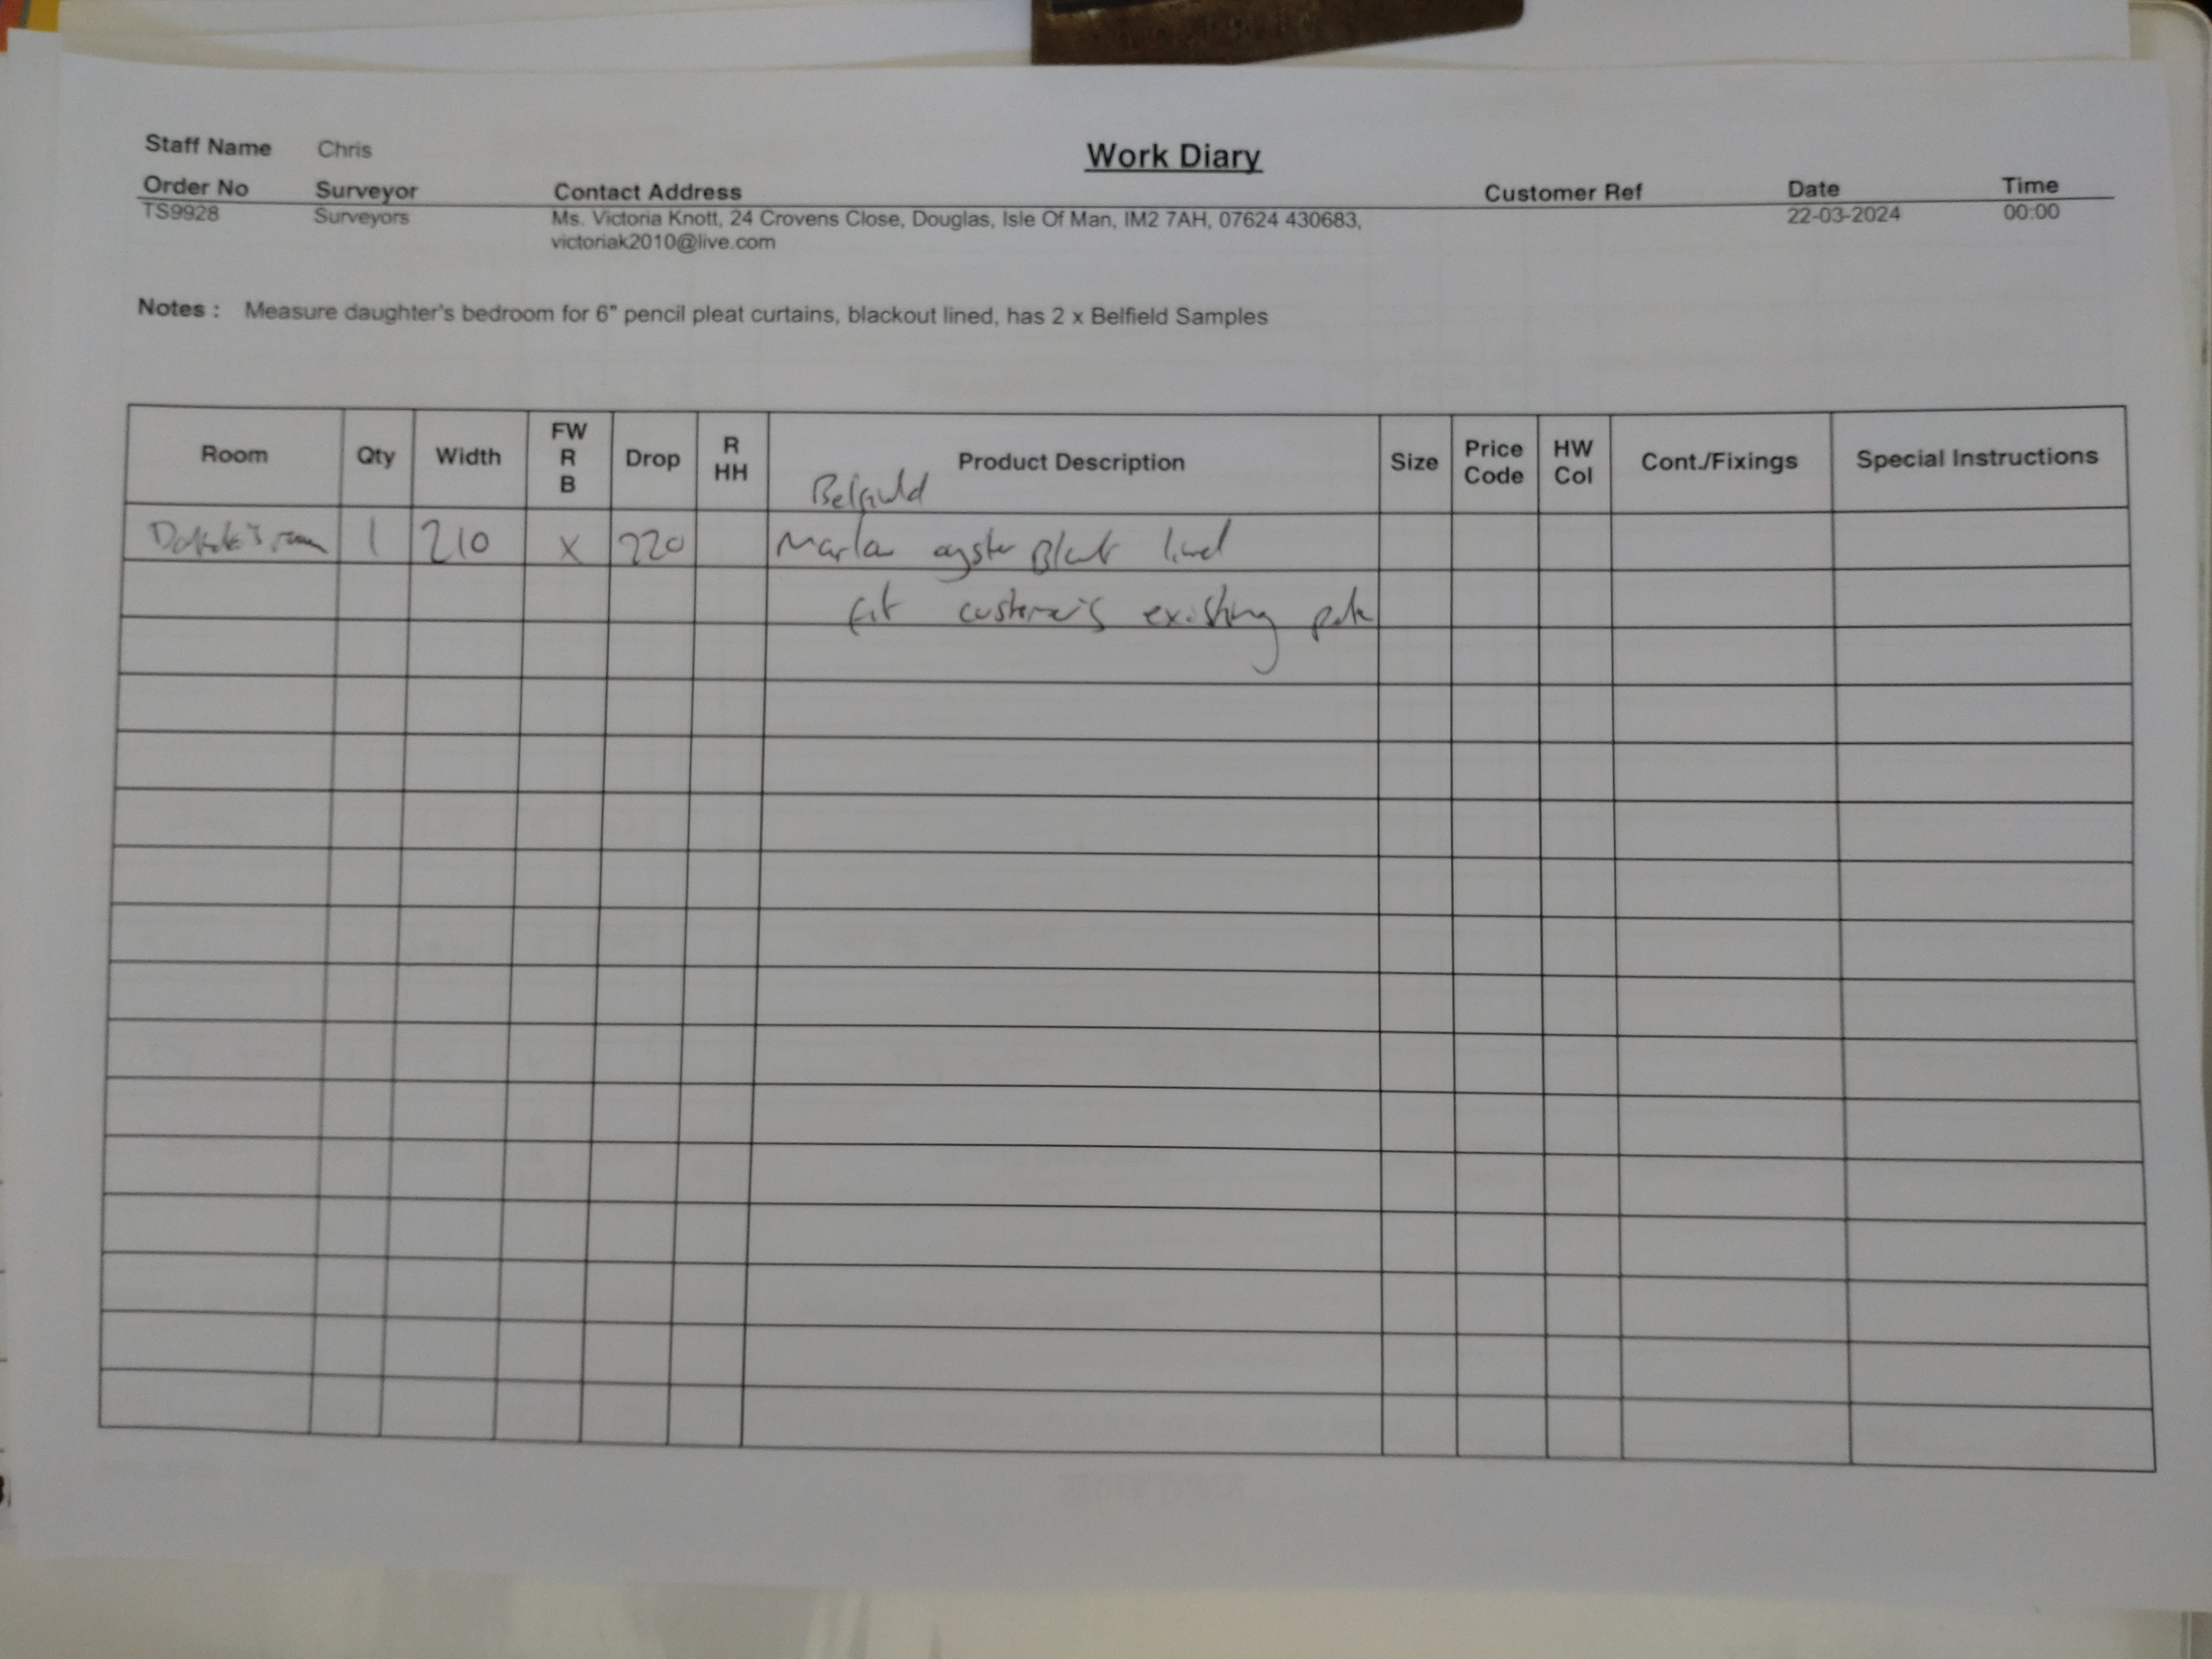 Work Diary
Staff Name Chris
Order No Surveyor Contact Address Customer Ref Date Time
TS9928 Surveyors Ms. Victoria Knott, 24 Crovens Close, Douglas, Isle Of Man, IM2 7AH, 07624 430683, 22-03-2024 00:00
victoriak2010@live.com
Notes : Measure daughter's bedroom for 6" pencil pleat curtains, blackout lined, has 2 x Belfield Samples
Room Qty Width FW R B Drop R HH Product Description Size Price Code HW Col Cont./Fixings Special Instructions
Belfield
1 210 X 220 oyster lined
fit customer's existing